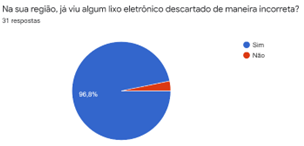 Na sua região, já viu algum lixo eletrônico descartado de maneira incorreta?
31 respostas
Sim
Não
96,8%